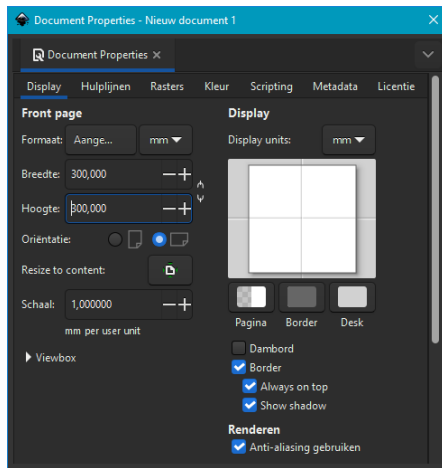 Document Properties - Nieuw document 1
Document Properties
Display Hulplijnen Rasters Kleur Scripting Metadata Licentie
Front page
Formaat: Aange... mm
Breedte: 300,000
Hoogte: 300,000
Oriëntatie:
Resize to content:
Schaal: 1,000000
mm per user unit
Viewbox
Display
Display units: mm
Pagina Border Desk
Dambord
Border
Always on top
Show shadow
Renderen
Anti-aliasing gebruiken